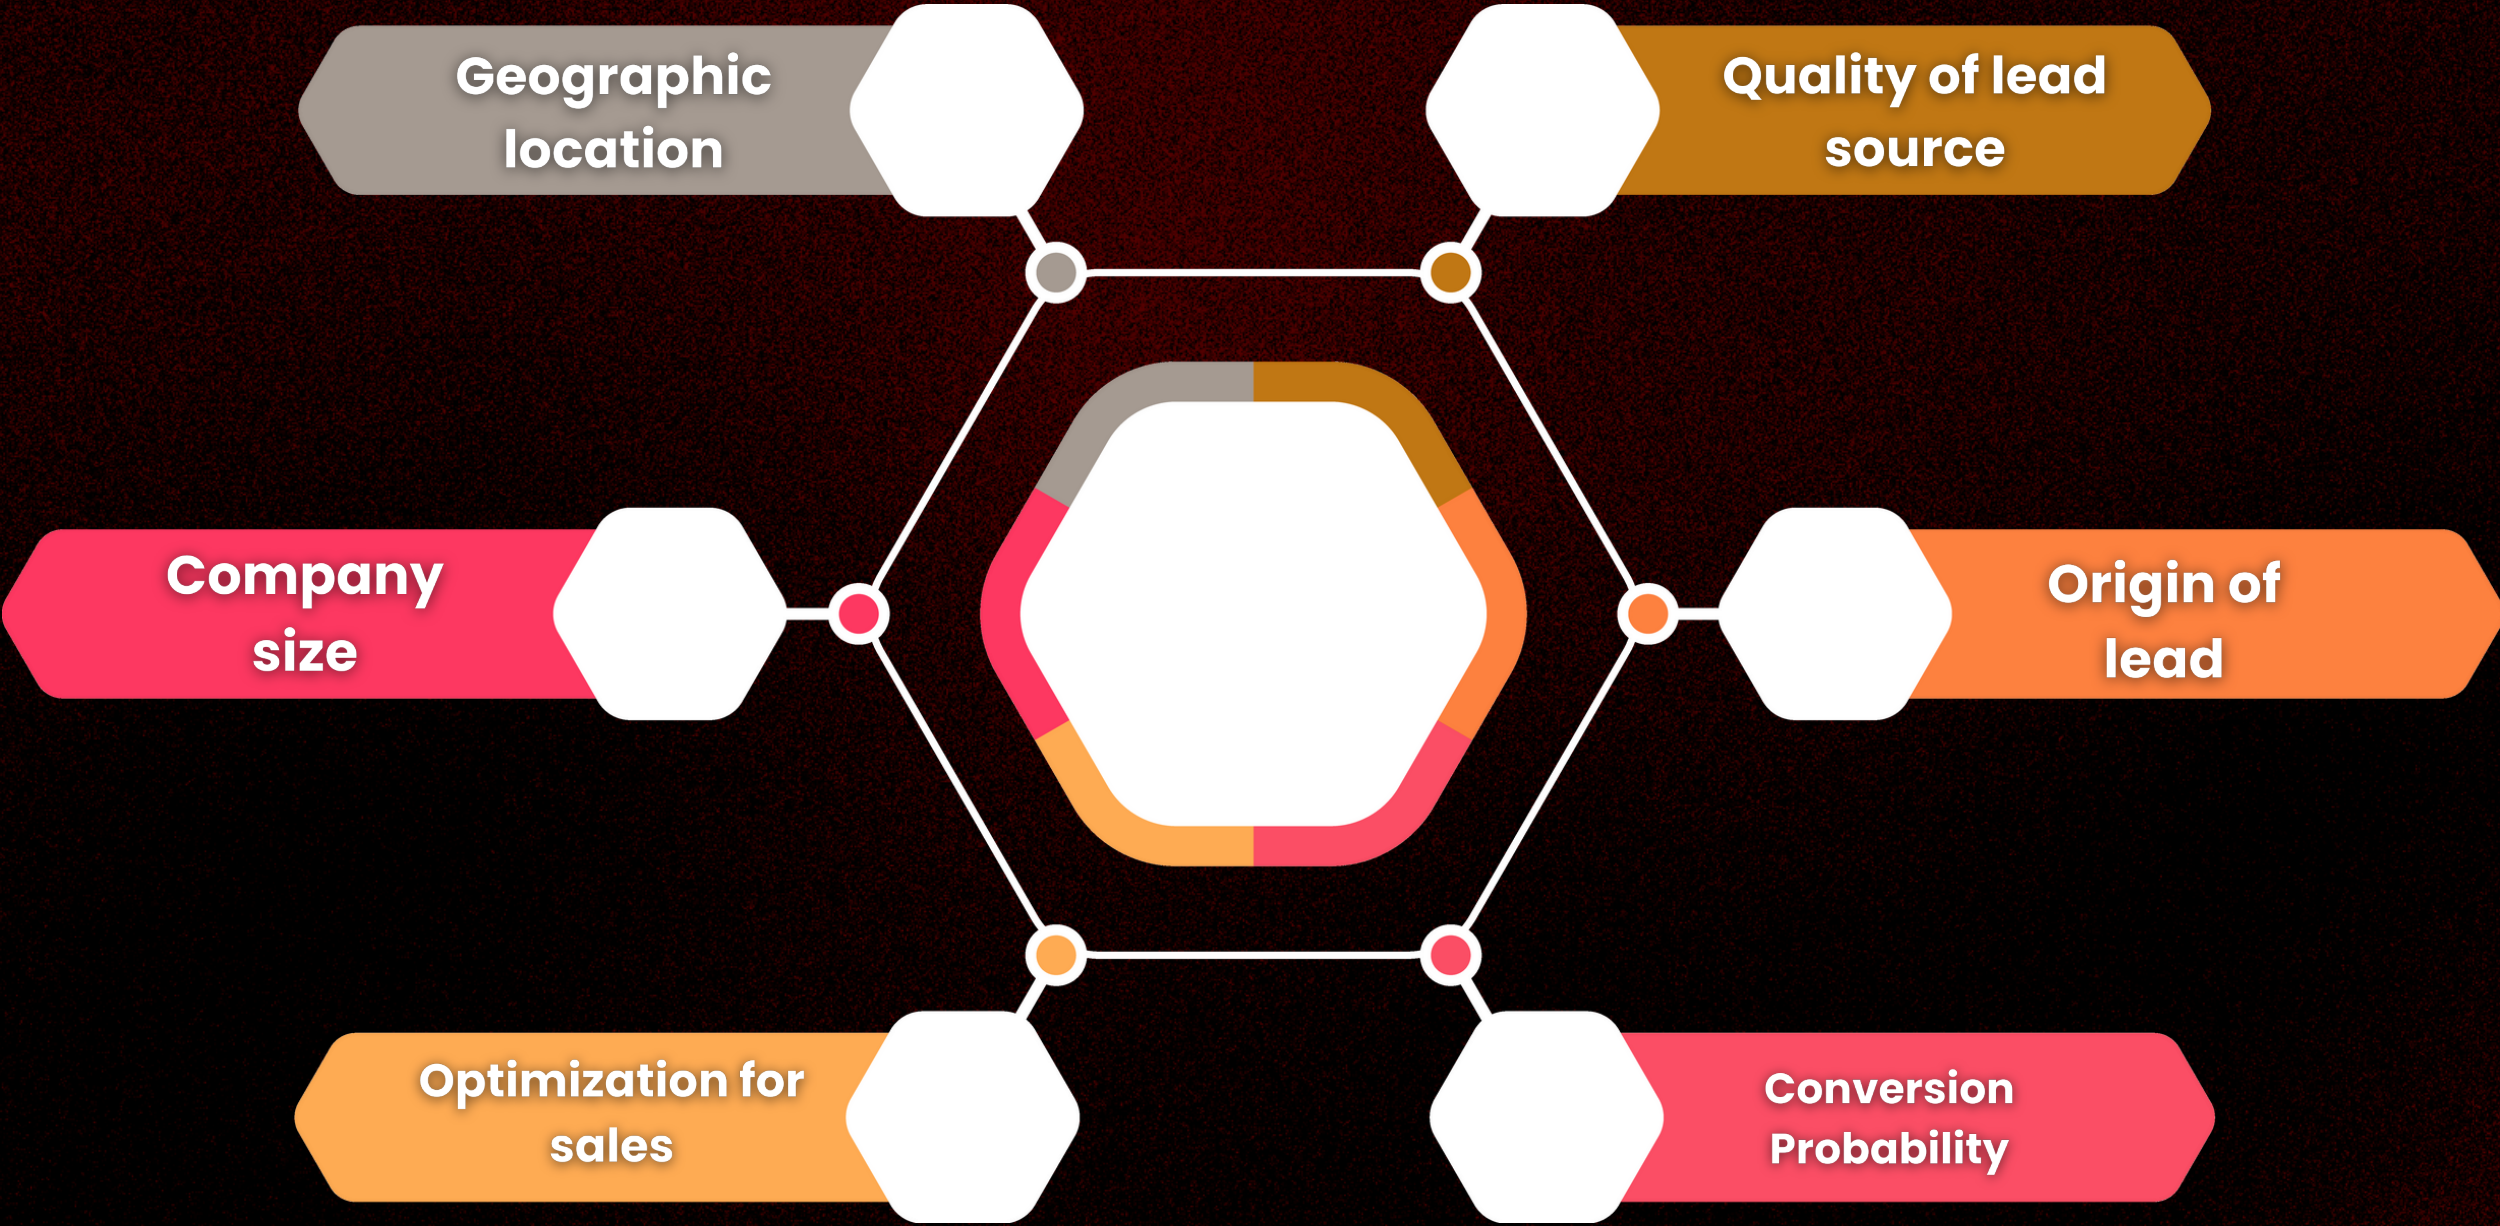 Geographic
location
Quality of lead
source
Company
size
Origin of
lead
Optimization for
sales
Conversion
Probability